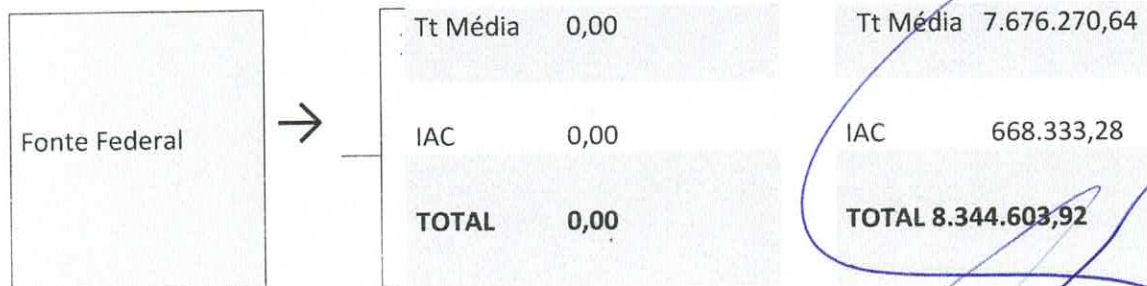 Tt Média 0,00 Tt Média 7.676.270,64
Fonte Federal → IAC 0,00 IAC 668.333,28
TOTAL 0,00 TOTAL 8.344.603,92